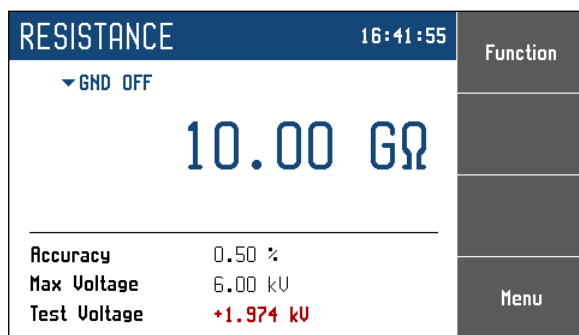 RESISTANCE 16:41:55
Function
▼GND OFF
10.00 GΩ
Accuracy 0.50 %
Max Voltage 6.00 kV
Test Voltage +1.974 kV
Menu